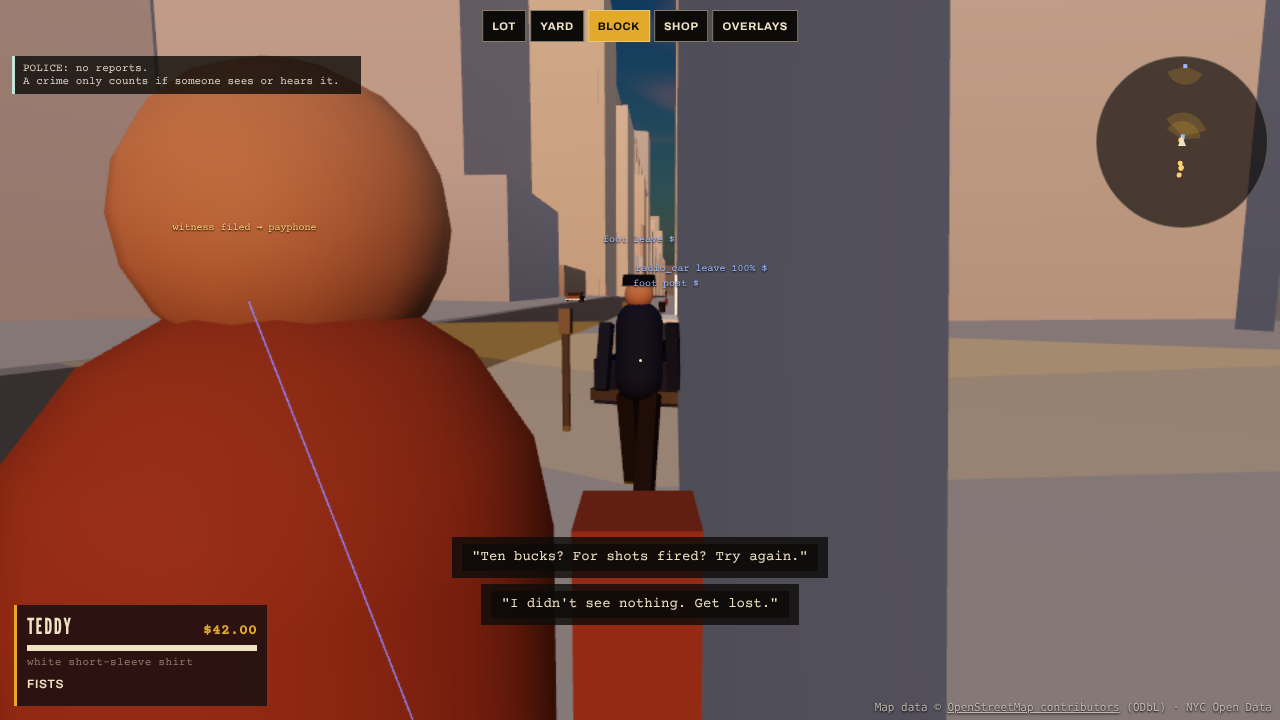 LOT YARD BLOCK SHOP OVERLAYS
POLICE: no reports.
A crime only counts if someone sees or hears it.
witness filed → payphone
foot leave $
radio_car leave 100% $
foot post $
"Ten bucks? For shots fired? Try again."
"I didn't see nothing. Get lost."
TEDDY $42.00
white short-sleeve shirt
FISTS
Map data © OpenStreetMap contributors (ODbL) · NYC Open Data